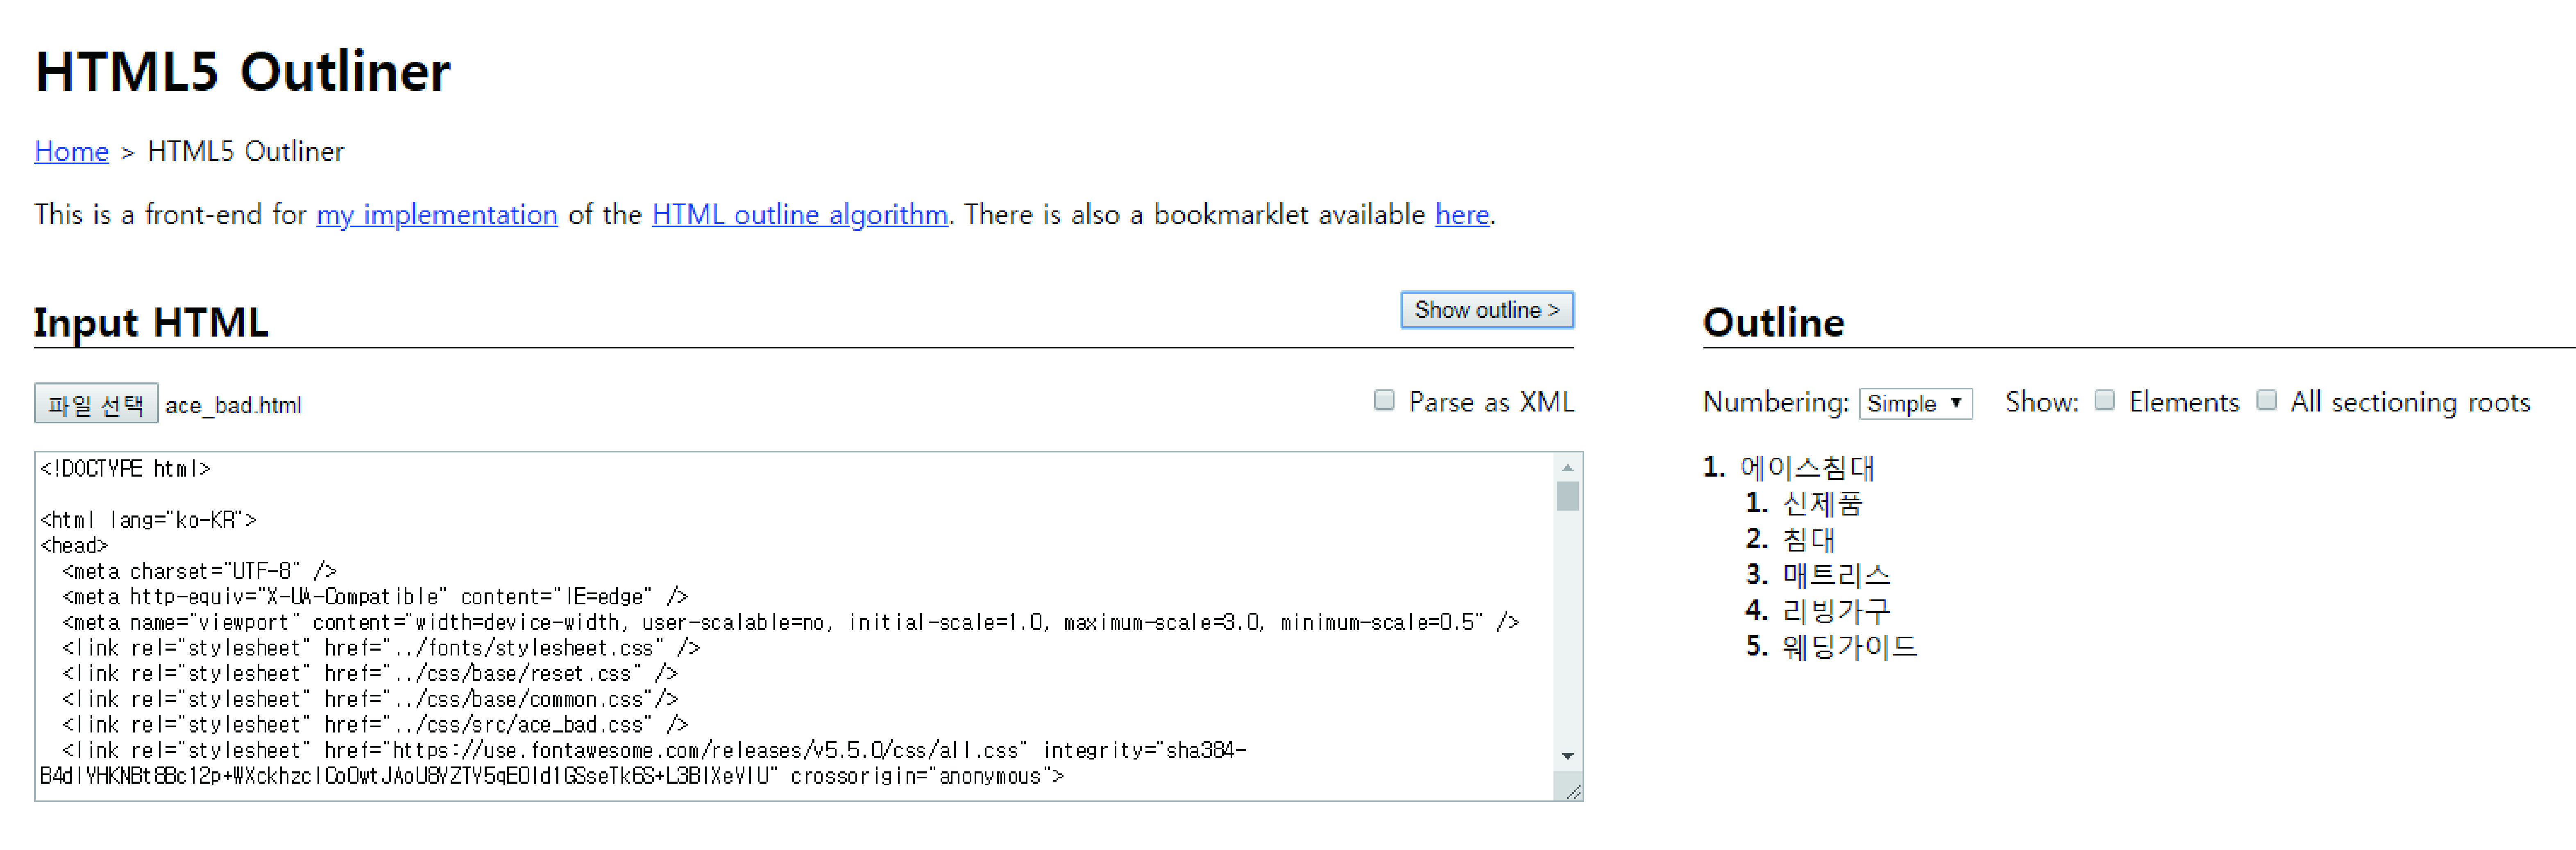 HTML5 Outliner
Home > HTML5 Outliner
This is a front-end for my implementation of the HTML outline algorithm. There is also a bookmarklet available here.
Input HTML
Show outline >
파일 선택 ace_bad.html
Parse as XML
<!DOCTYPE html>
<html lang="ko-KR">
<head>
<meta charset="UTF-8" />
<meta http-equiv="X-UA-Compatible" content="IE=edge" />
<meta name="viewport" content="width=device-width, user-scalable=no, initial-scale=1.0, maximum-scale=3.0, minimum-scale=0.5" />
<link rel="stylesheet" href="../fonts/stylesheet.css" />
<link rel="stylesheet" href="../css/base/reset.css" />
<link rel="stylesheet" href="../css/base/common.css"/>
<link rel="stylesheet" href="../css/src/ace_bad.css" />
<link rel="stylesheet" href="https://use.fontawesome.com/releases/v5.5.0/css/all.css" integrity="sha384-
crossorigin="anonymous">
Outline
Numbering: Simple ▼ Show: Elements All sectioning roots
1. 에이스침대
1. 신제품
2. 침대
3. 매트리스
4. 리빙가구
5. 웨딩가이드